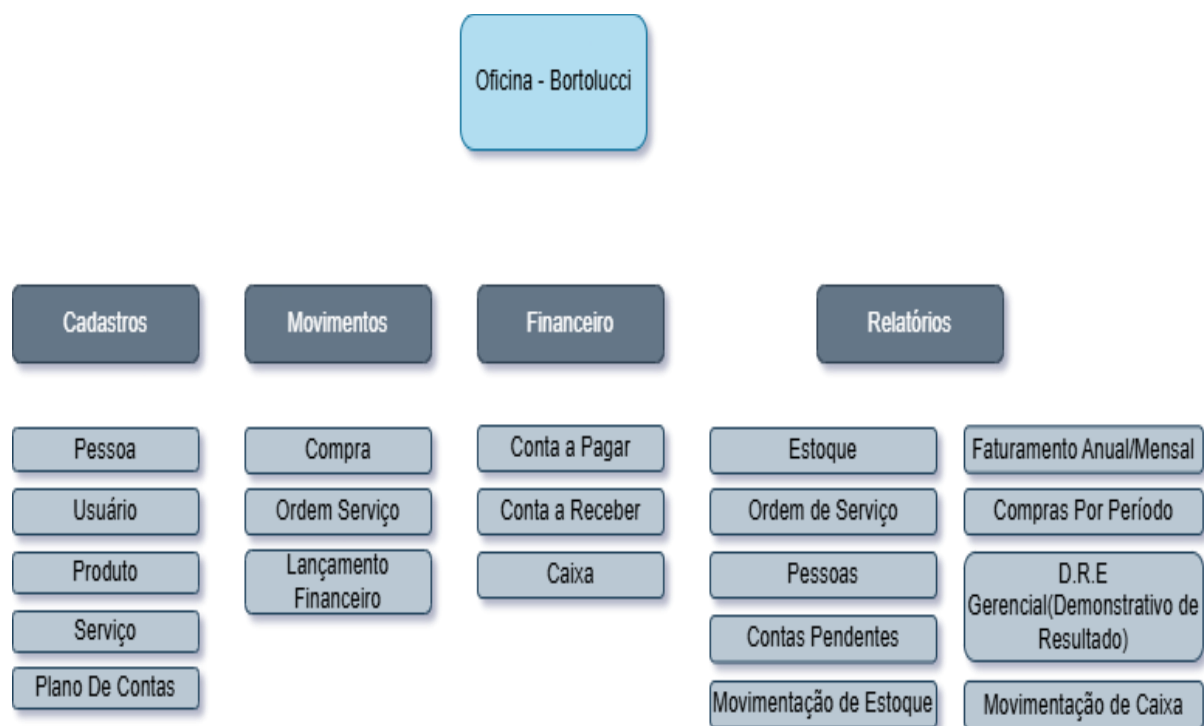 Oficina - Bortolucci
Cadastros
Movimentos
Financeiro
Relatórios
Pessoa
Compra
Conta a Pagar
Estoque
Faturamento Anual/Mensal
Usuário
Ordem Serviço
Conta a Receber
Ordem de Serviço
Compras Por Período
Produto
Lançamento
Financeiro
Caixa
Pessoas
D.R.E
Gerencial(Demonstrativo de
Resultado)
Serviço
Contas Pendentes
Plano De Contas
Movimentação de Estoque
Movimentação de Caixa